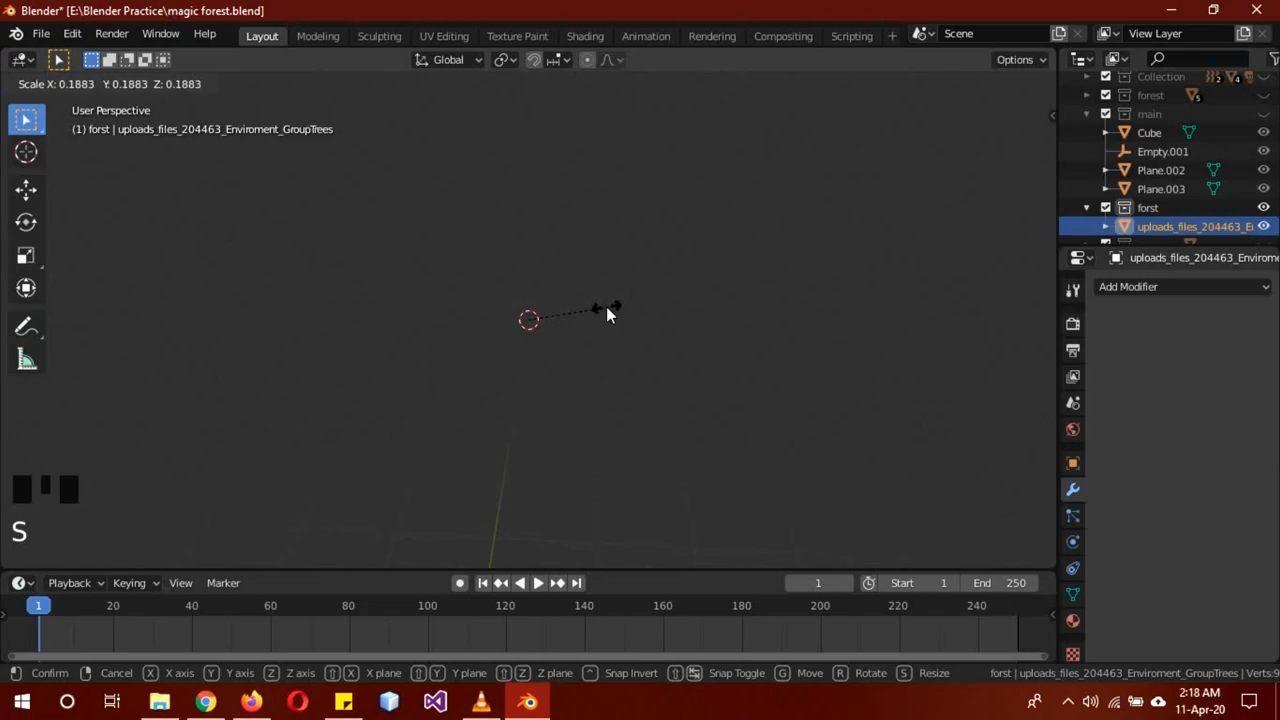 Blender* [E:\Blender Practice\magic forest.blend]
File Edit Render Window Help Layout Modeling Sculpting UV Editing Texture Paint Shading Animation Rendering Compositing Scripting + Scene View Layer
Global Options
Scale X: 0.1883 Y: 0.1883 Z: 0.1883
User Perspective
(1) forst | uploads_files_204463_Enviroment_GroupTrees
Collection 2 4
forest 5
main
Cube
Empty.001
Plane.002
Plane.003
forst
uploads_files_204463_E
uploads_files_204463_Envirome
Add Modifier
S
Playback Keying View Marker 1 Start 1 End 250
1 20 40 60 80 100 120 140 160 180 200 220 240
Confirm Cancel X X axis Y Y axis Z Z axis X X plane Y Y plane Z Z plane Snap Invert Snap Toggle G Move R Rotate S Resize forst | uploads_files_204463_Enviroment_GroupTrees | Verts:9
2:18 AM
11-Apr-20